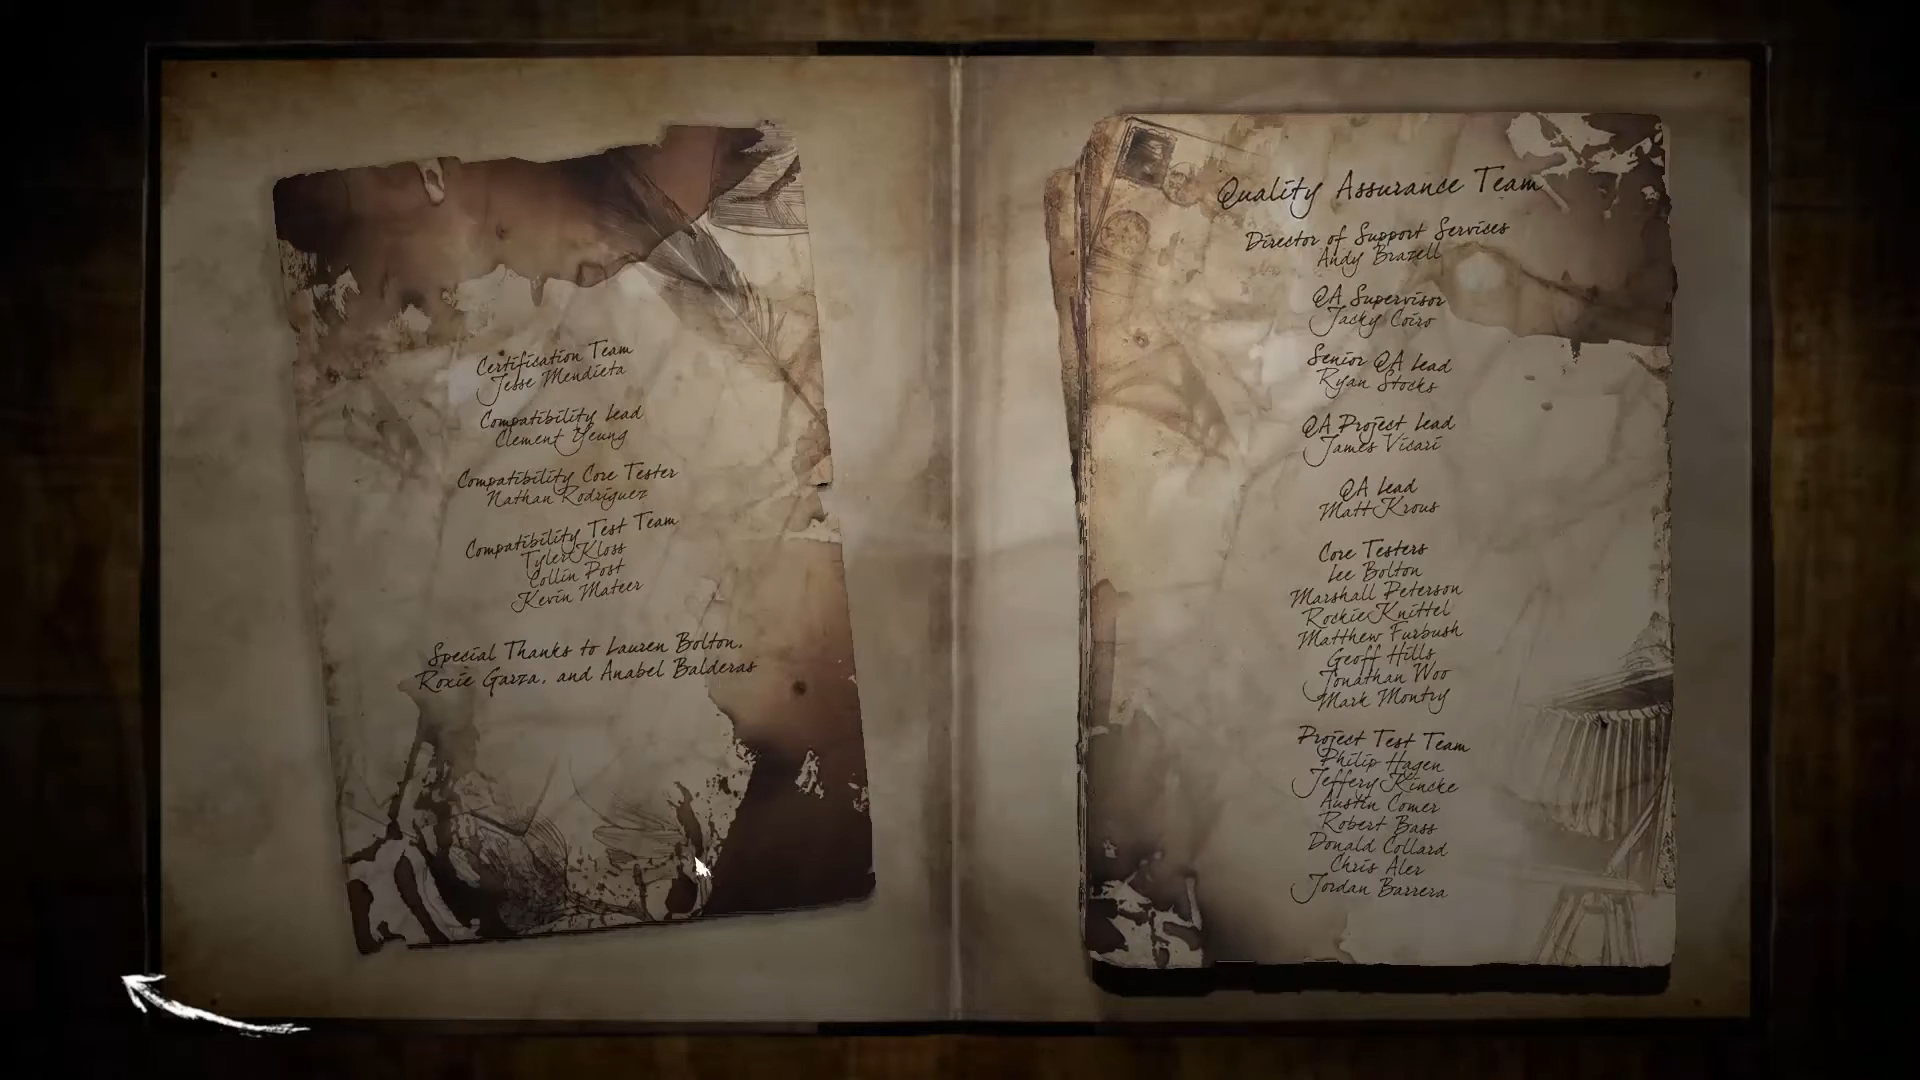 Certification Team
Jesse Mendieta
Compatibility Lead
Clement Yeung
Compatibility Core Tester
Nathan Rodriguez
Compatibility Test Team
Tyler Kloss
Collin Post
Kevin Mateer
Special Thanks to Lauren Bolton,
Roxie Garza, and Anabel Balderas
Quality Assurance Team
Director of Support Services
Andy Brazell
QA Supervisor
Jacky Coiro
Senior QA Lead
Ryan Stocks
QA Project Lead
James Vicari
QA Lead
Matt Krous
Core Testers
Lee Bolton
Marshall Peterson
Rockie Knittel
Matthew Furbush
Geoff Hills
Jonathan Woo
Mark Montry
Project Test Team
Philip Hagen
Jeffery Kincke
Austin Comer
Robert Bass
Donald Collard
Chris Aler
Jordan Barrera